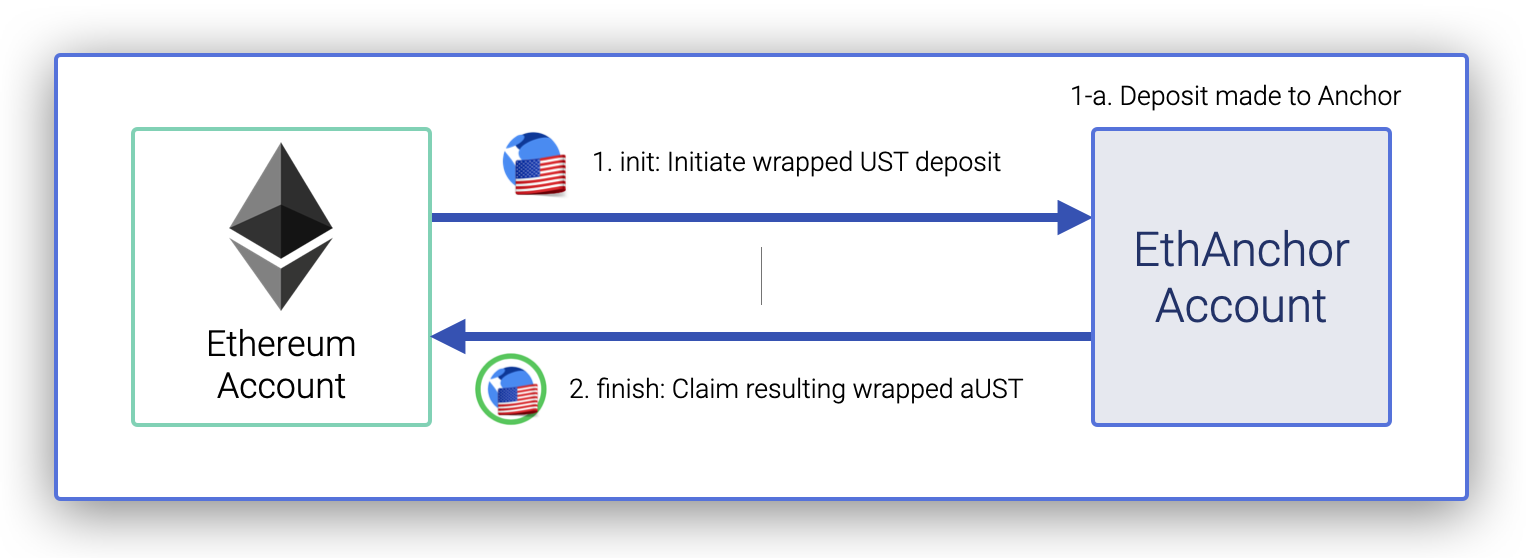 1-a. Deposit made to Anchor
1. init: Initiate wrapped UST deposit
Ethereum
Account
EthAnchor
Account
2. finish: Claim resulting wrapped aUST